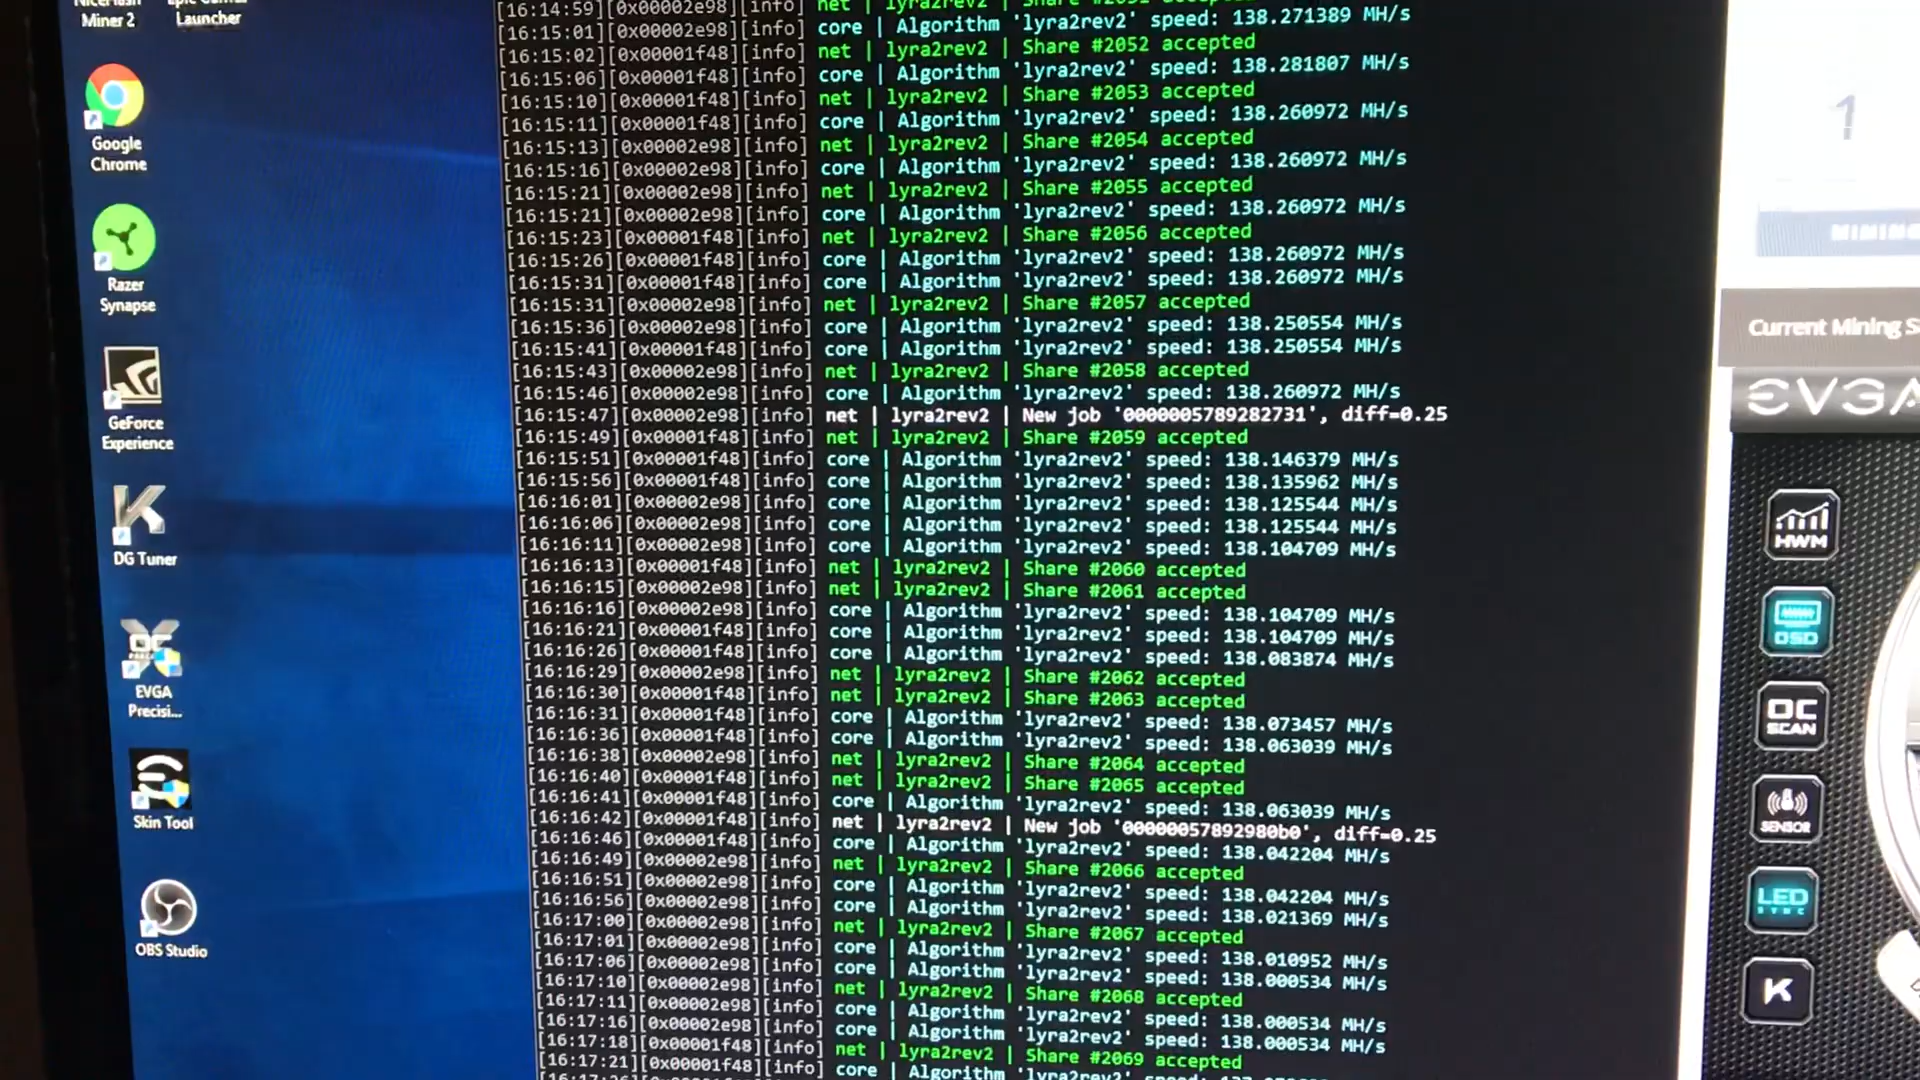 Miner 2
Launcher
Google
Chrome
Razer
Synapse
GeForce
Experience
DG Tuner
EVGA
Precisi...
Skin Tool
OBS Studio
[16:14:59][0x00002e98][info] net | lyra2rev2 | Share #2051 accepted
[16:15:01][0x00002e98][info] core | Algorithm 'lyra2rev2' speed: 138.271389 MH/s
[16:15:02][0x00001f48][info] net | lyra2rev2 | Share #2052 accepted
[16:15:06][0x00001f48][info] core | Algorithm 'lyra2rev2' speed: 138.281807 MH/s
[16:15:10][0x00001f48][info] net | lyra2rev2 | Share #2053 accepted
[16:15:11][0x00001f48][info] core | Algorithm 'lyra2rev2' speed: 138.260972 MH/s
[16:15:13][0x00002e98][info] net | lyra2rev2 | Share #2054 accepted
[16:15:16][0x00002e98][info] core | Algorithm 'lyra2rev2' speed: 138.260972 MH/s
[16:15:21][0x00002e98][info] net | lyra2rev2 | Share #2055 accepted
[16:15:21][0x00002e98][info] core | Algorithm 'lyra2rev2' speed: 138.260972 MH/s
[16:15:23][0x00001f48][info] net | lyra2rev2 | Share #2056 accepted
[16:15:26][0x00001f48][info] core | Algorithm 'lyra2rev2' speed: 138.260972 MH/s
[16:15:31][0x00001f48][info] core | Algorithm 'lyra2rev2' speed: 138.260972 MH/s
[16:15:31][0x00002e98][info] net | lyra2rev2 | Share #2057 accepted
[16:15:36][0x00001f48][info] core | Algorithm 'lyra2rev2' speed: 138.250554 MH/s
[16:15:41][0x00001f48][info] core | Algorithm 'lyra2rev2' speed: 138.250554 MH/s
[16:15:43][0x00002e98][info] net | lyra2rev2 | Share #2058 accepted
[16:15:46][0x00002e98][info] core | Algorithm 'lyra2rev2' speed: 138.260972 MH/s
[16:15:47][0x00002e98][info] net | lyra2rev2 | New job '0000005789282731', diff=0.25
[16:15:49][0x00001f48][info] net | lyra2rev2 | Share #2059 accepted
[16:15:51][0x00001f48][info] core | Algorithm 'lyra2rev2' speed: 138.146379 MH/s
[16:15:56][0x00001f48][info] core | Algorithm 'lyra2rev2' speed: 138.135962 MH/s
[16:16:01][0x00002e98][info] core | Algorithm 'lyra2rev2' speed: 138.125544 MH/s
[16:16:06][0x00002e98][info] core | Algorithm 'lyra2rev2' speed: 138.125544 MH/s
[16:16:11][0x00002e98][info] core | Algorithm 'lyra2rev2' speed: 138.104709 MH/s
[16:16:13][0x00001f48][info] net | lyra2rev2 | Share #2060 accepted
[16:16:15][0x00002e98][info] net | lyra2rev2 | Share #2061 accepted
[16:16:16][0x00002e98][info] core | Algorithm 'lyra2rev2' speed: 138.104709 MH/s
[16:16:21][0x00001f48][info] core | Algorithm 'lyra2rev2' speed: 138.104709 MH/s
[16:16:26][0x00001f48][info] core | Algorithm 'lyra2rev2' speed: 138.083874 MH/s
[16:16:29][0x00002e98][info] net | lyra2rev2 | Share #2062 accepted
[16:16:30][0x00001f48][info] net | lyra2rev2 | Share #2063 accepted
[16:16:31][0x00001f48][info] core | Algorithm 'lyra2rev2' speed: 138.073457 MH/s
[16:16:36][0x00001f48][info] core | Algorithm 'lyra2rev2' speed: 138.063039 MH/s
[16:16:38][0x00002e98][info] net | lyra2rev2 | Share #2064 accepted
[16:16:40][0x00001f48][info] net | lyra2rev2 | Share #2065 accepted
[16:16:41][0x00001f48][info] core | Algorithm 'lyra2rev2' speed: 138.063039 MH/s
[16:16:42][0x00001f48][info] net | lyra2rev2 | New job '00000057892980b0', diff=0.25
[16:16:46][0x00001f48][info] core | Algorithm 'lyra2rev2' speed: 138.042204 MH/s
[16:16:49][0x00002e98][info] net | lyra2rev2 | Share #2066 accepted
[16:16:51][0x00002e98][info] core | Algorithm 'lyra2rev2' speed: 138.042204 MH/s
[16:16:56][0x00002e98][info] core | Algorithm 'lyra2rev2' speed: 138.021369 MH/s
[16:17:00][0x00002e98][info] net | lyra2rev2 | Share #2067 accepted
[16:17:01][0x00002e98][info] core | Algorithm 'lyra2rev2' speed: 138.010952 MH/s
[16:17:06][0x00002e98][info] core | Algorithm 'lyra2rev2' speed: 138.000534 MH/s
[16:17:10][0x00002e98][info] net | lyra2rev2 | Share #2068 accepted
[16:17:11][0x00002e98][info] core | Algorithm 'lyra2rev2' speed: 138.000534 MH/s
[16:17:16][0x00002e98][info] core | Algorithm 'lyra2rev2' speed: 138.000534 MH/s
[16:17:18][0x00001f48][info] net | lyra2rev2 | Share #2069 accepted
[16:17:21][0x00001f48][info] core | Algorithm 'lyra2rev2' speed:
1
MINING
Current Mining S
EVGA
HWM
OSD
OC
SCAN
SENSOR
LED
SYNC
K